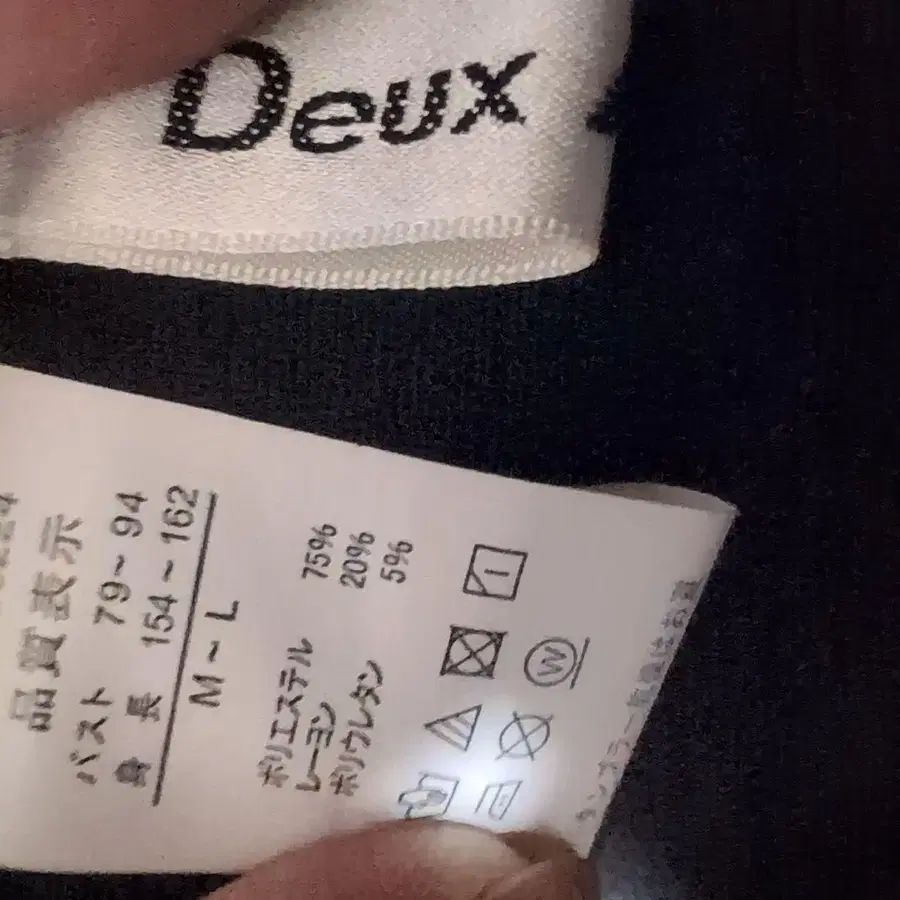 Deux
品質表示
バスト 79~94
身長 154~162
M~L
ポリエステル 75%
レーヨン 20%
ポリウレタン 5%
W